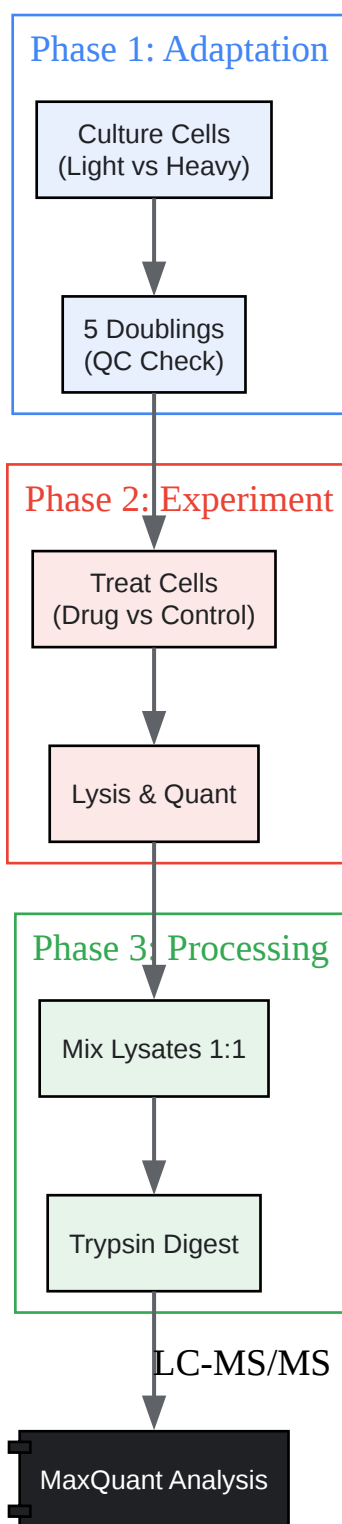 Phase 1: Adaptation
Culture Cells
(Light vs Heavy)
5 Doublings
(QC Check)
Phase 2: Experiment
Treat Cells
(Drug vs Control)
Lysis & Quant
Phase 3: Processing
Mix Lysates 1:1
Trypsin Digest
LC-MS/MS
MaxQuant Analysis